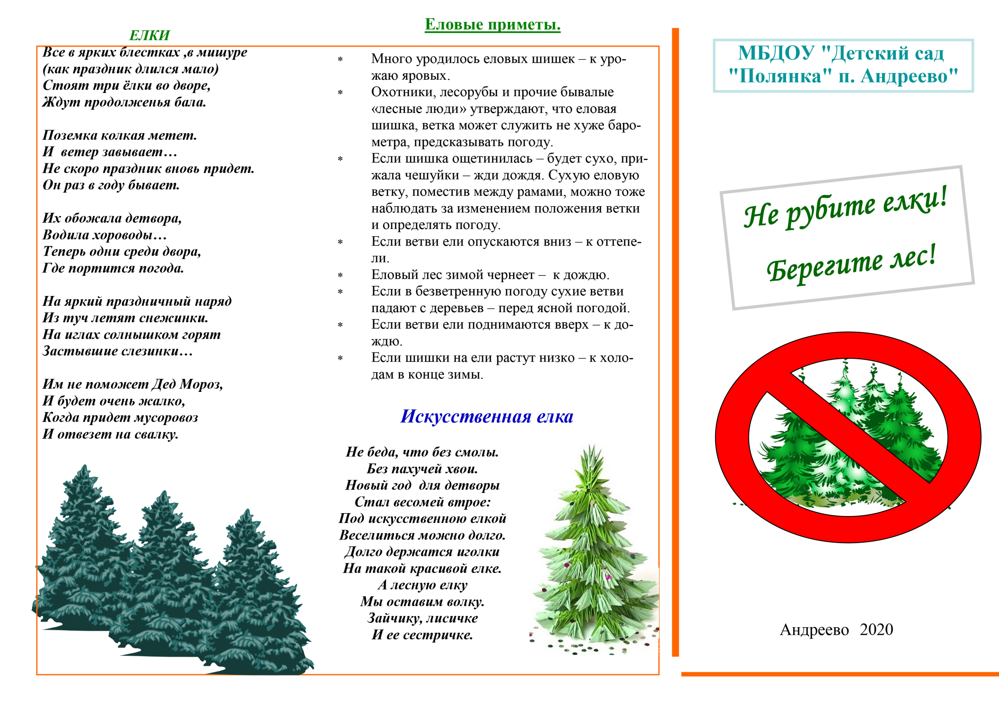 ЕЛКИ
Все в ярких блестках ,в мишуре
(как праздник длился мало)
Стоят три ёлки во дворе,
Ждут продолженья бала.
Поземка колкая метет.
И  ветер завывает…
Не скоро праздник вновь придет.
Он раз в году бывает.
Их обожала детвора,
Водила хороводы…
Теперь одни среди двора,
Где портится погода.
На яркий праздничный наряд
Из туч летят снежинки.
На иглах солнышком горят
Застывшие слезинки…
Им не поможет Дед Мороз,
И будет очень жалко,
Когда придет мусоровоз
И отвезет на свалку.
Еловые приметы.
* Много уродилось еловых шишек – к уро-
жаю яровых.
* Охотники, лесорубы и прочие бывалые
«лесные люди» утверждают, что еловая
шишка, ветка может служить не хуже баро-
метра, предсказывать погоду.
* Если шишка ощетинилась – будет сухо, при-
жала чешуйки – жди дождя. Сухую еловую
ветку, поместив между рамами, можно тоже
наблюдать за изменением положения ветки
и определять погоду.
* Если ветви ели опускаются вниз – к оттепе-
ли.
* Еловый лес зимой чернеет –  к дождю.
* Если в безветренную погоду сухие ветви
падают с деревьев – перед ясной погодой.
* Если ветви ели поднимаются вверх – к до-
ждю.
* Если шишки на ели растут низко – к холо-
дам в конце зимы.
Искусственная елка
Не беда, что без смолы.
Без пахучей хвои.
Новый год  для детворы
Стал весомей втрое:
Под искусственною елкой
Веселиться можно долго.
Долго держатся иголки
На такой красивой елке.
А лесную елку
Мы оставим волку.
Зайчику, лисичке
И ее сестричке.
МБДОУ "Детский сад
"Полянка" п. Андреево"
Не рубите елки!
Берегите лес!
Андреево  2020